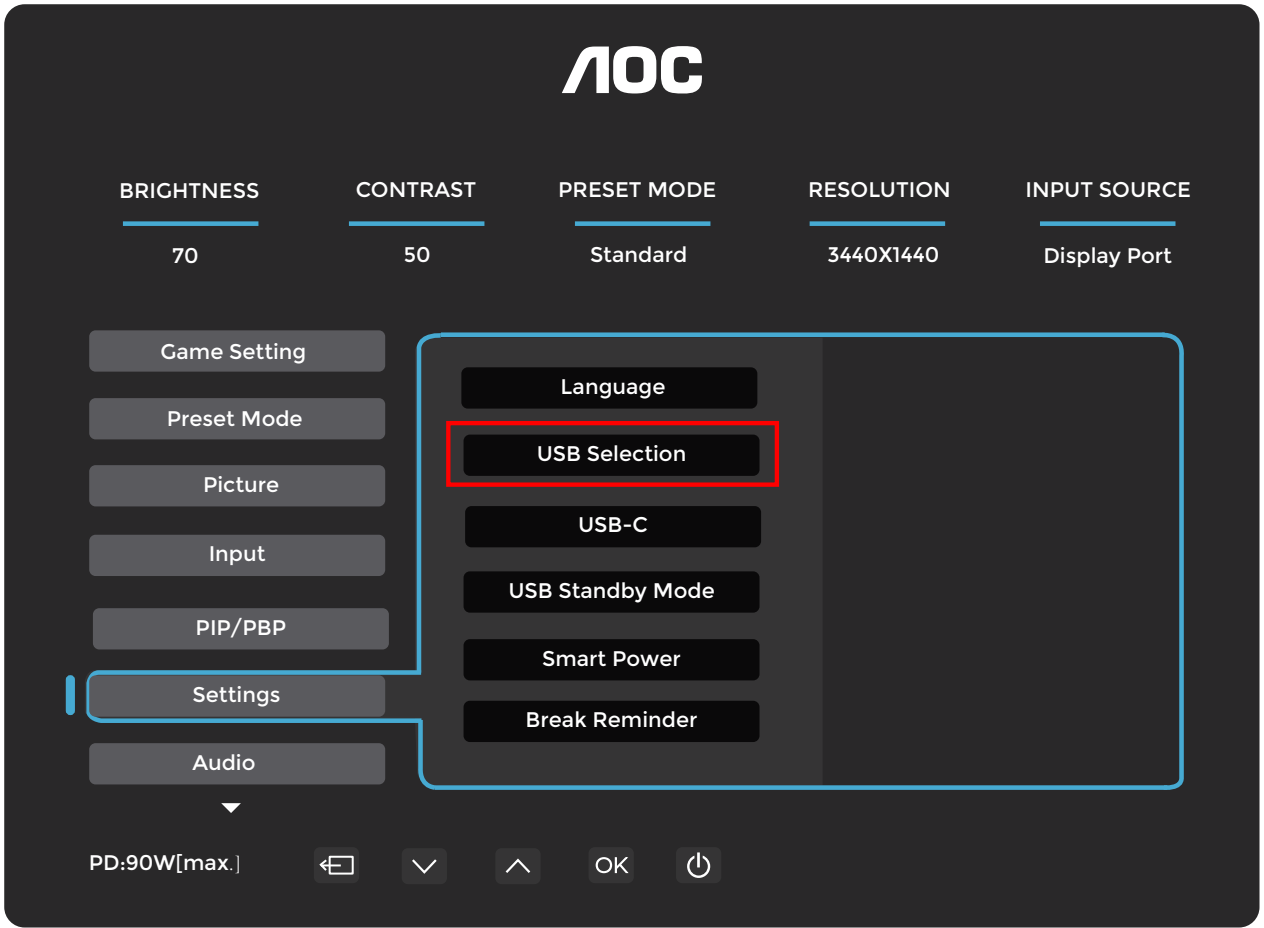 AOC
BRIGHTNESS CONTRAST PRESET MODE RESOLUTION INPUT SOURCE
70 50 Standard 3440X1440 Display Port
Game Setting
Preset Mode
Picture
Input
PIP/PBP
Settings
Audio
Language
USB Selection
USB-C
USB Standby Mode
Smart Power
Break Reminder
PD:90W[max.] OK